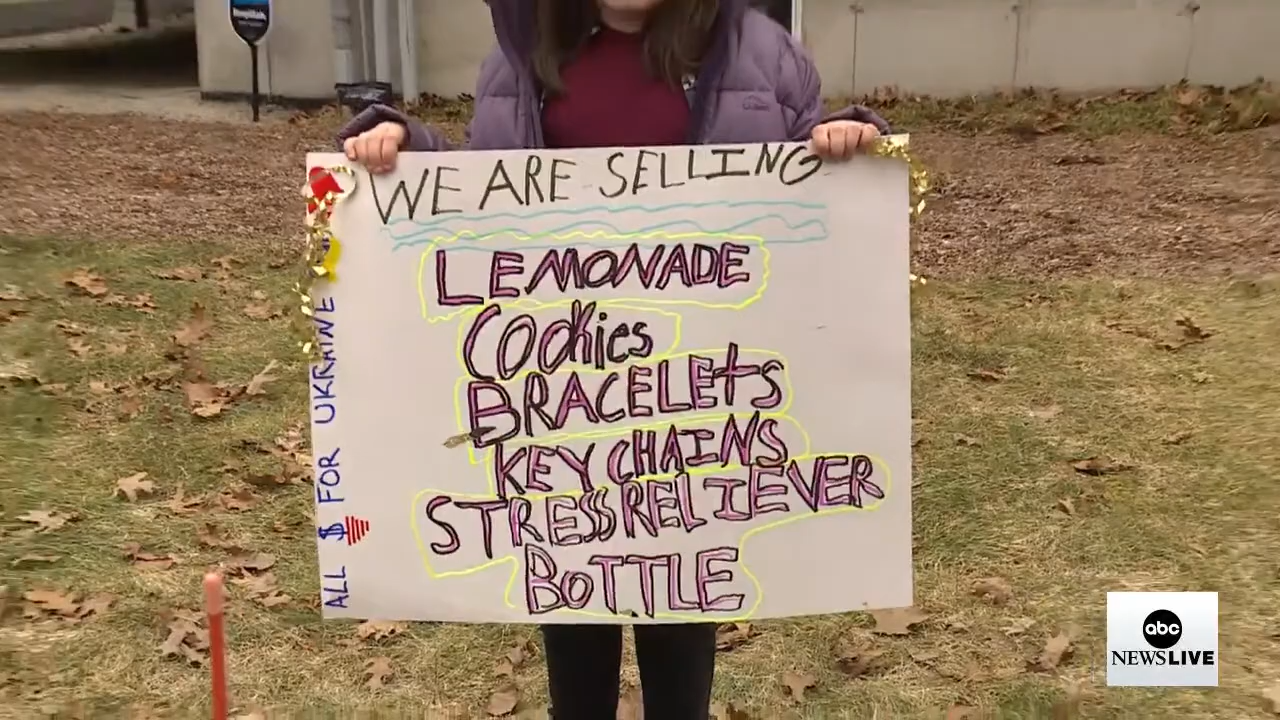 WE ARE SELLING
LEMONADE
COOKies
BRACELEtS
KEY CHAINS
STRESS RELIEVER
BOTTLE
ALL $ FOR UKRAINE
abc
NEWS LIVE